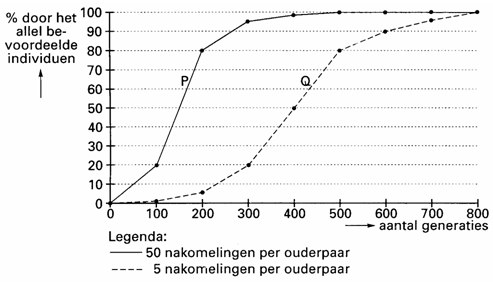 % door het
allel be-
voordeelde
individuen
100
90
80
70
60
50
40
30
20
10
0
P
Q
0 100 200 300 400 500 600 700 800
aantal generaties
Legenda:
50 nakomelingen per ouderpaar
5 nakomelingen per ouderpaar